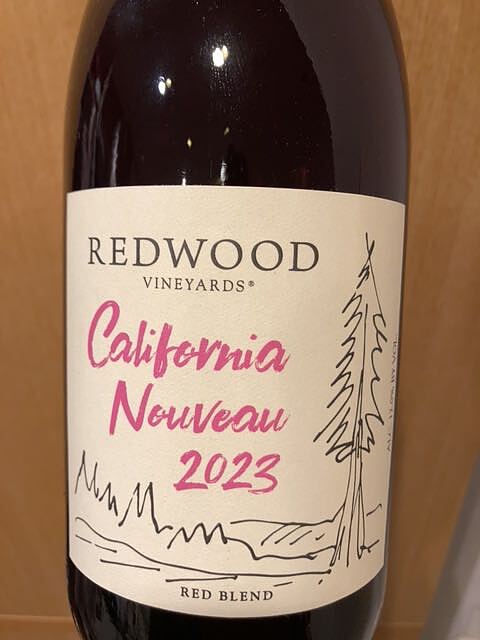 REDWOOD
VINEYARDS®
California
Nouveau
2023
RED BLEND